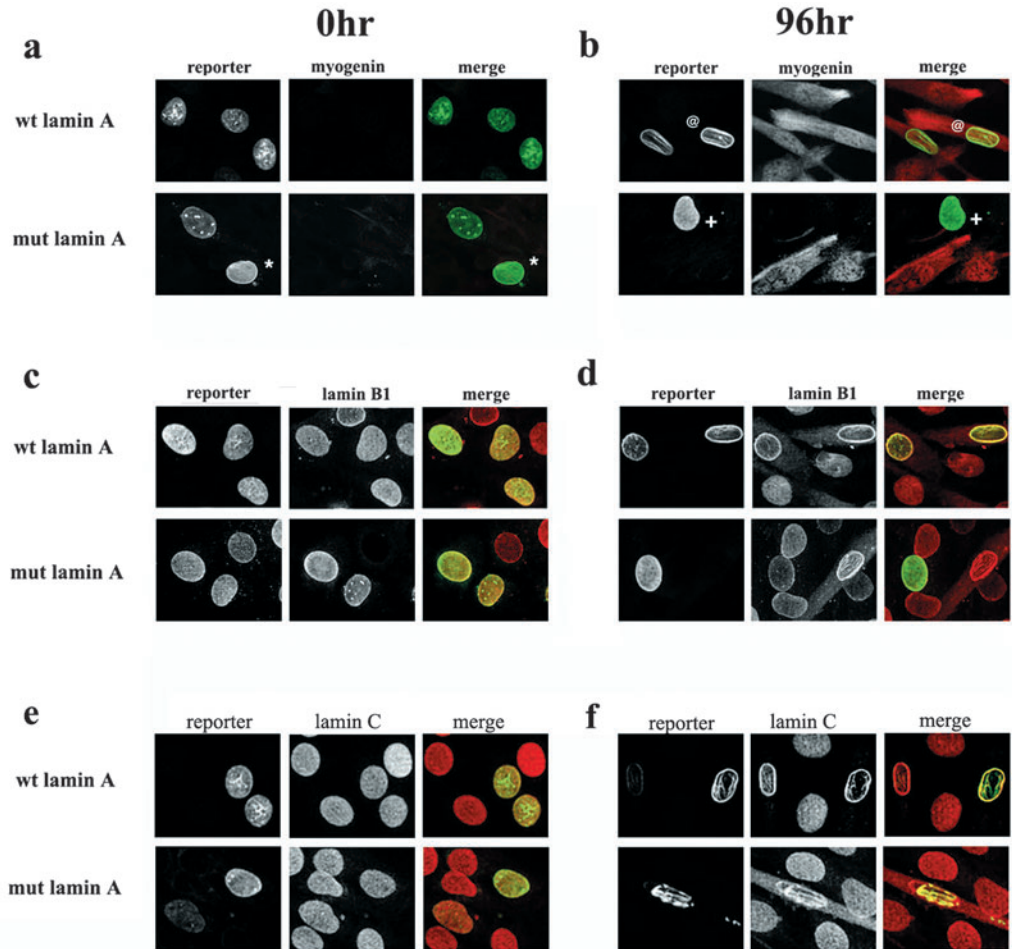 0hr 96hr
a b
reporter myogenin merge reporter myogenin merge
wt lamin A @ @
mut lamin A * * + +
c d
reporter lamin B1 merge reporter lamin B1 merge
wt lamin A
mut lamin A
e f
reporter lamin C merge reporter lamin C merge
wt lamin A
mut lamin A